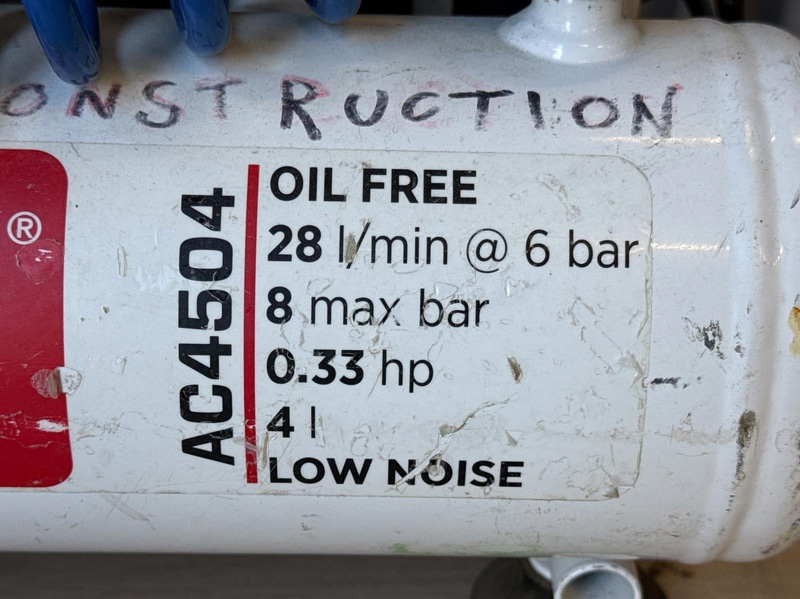 ONSTRUCTION
®
AC4504
OIL FREE
28 l/min @ 6 bar
8 max bar
0.33 hp
4 l
LOW NOISE